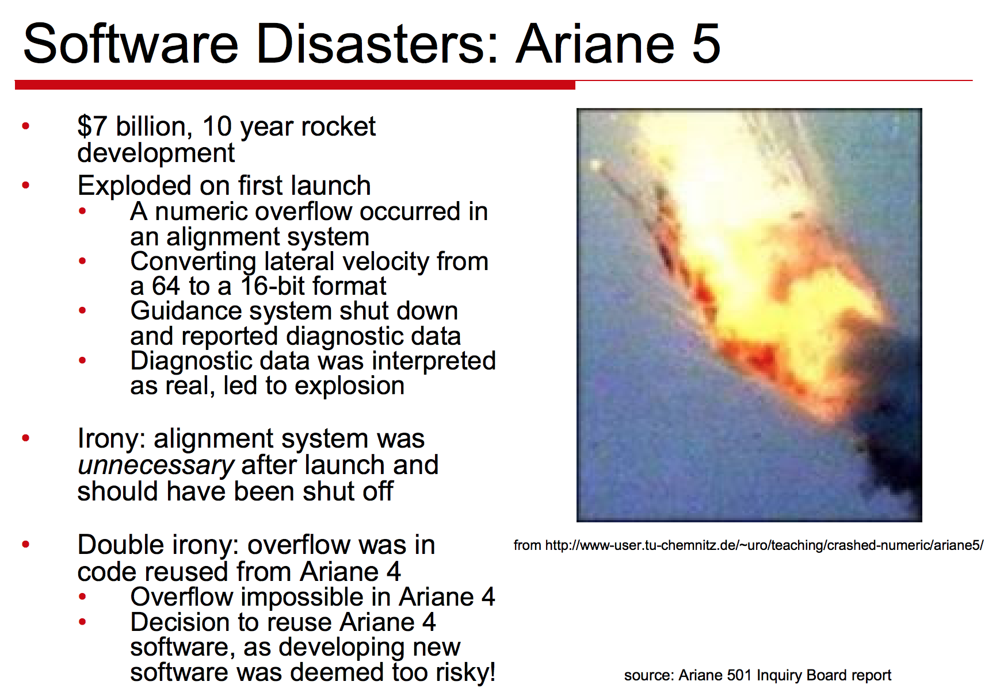 Software Disasters: Ariane 5
• $7 billion, 10 year rocket
development
• Exploded on first launch
• A numeric overflow occurred in
an alignment system
• Converting lateral velocity from
a 64 to a 16-bit format
• Guidance system shut down
and reported diagnostic data
• Diagnostic data was interpreted
as real, led to explosion
• Irony: alignment system was
unnecessary after launch and
should have been shut off
• Double irony: overflow was in
code reused from Ariane 4
• Overflow impossible in Ariane 4
• Decision to reuse Ariane 4
software, as developing new
software was deemed too risky!
from http://www-user.tu-chemnitz.de/~uro/teaching/crashed-numeric/ariane5/
source: Ariane 501 Inquiry Board report